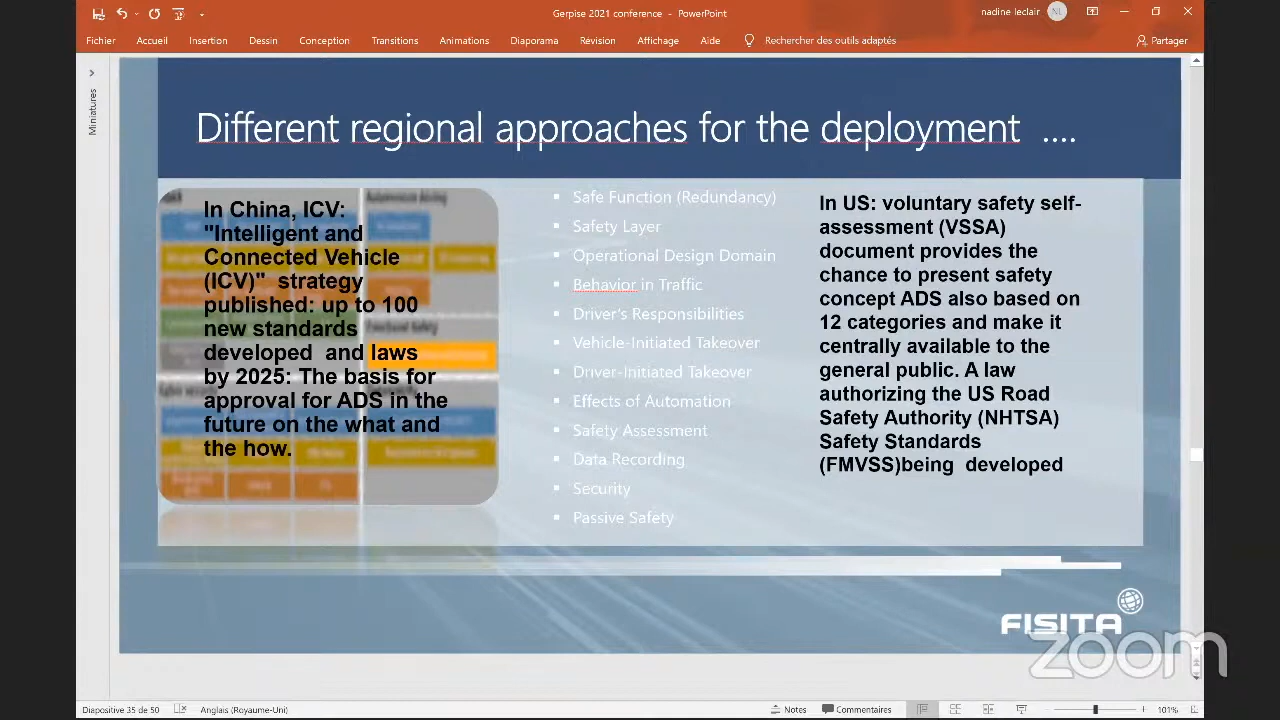 Gerpise 2021 conference - PowerPoint
nadine leclair
NL
Fichier
Accueil
Insertion
Dessin
Conception
Transitions
Animations
Diaporama
Révision
Affichage
Aide
Rechercher des outils adaptés
Partager
Miniatures
Different regional approaches for the deployment ....
In China, ICV:
"Intelligent and
Connected Vehicle
(ICV)" strategy
published: up to 100
new standards
developed and laws
by 2025: The basis for
approval for ADS in the
future on the what and
the how.
Safe Function (Redundancy)
Safety Layer
Operational Design Domain
Behavior in Traffic
Driver's Responsibilities
Vehicle-Initiated Takeover
Driver-Initiated Takeover
Effects of Automation
Safety Assessment
Data Recording
Security
Passive Safety
In US: voluntary safety self-
assessment (VSSA)
document provides the
chance to present safety
concept ADS also based on
12 categories and make it
centrally available to the
general public. A law
authorizing the US Road
Safety Authority (NHTSA)
Safety Standards
(FMVSS)being developed
FISITA
zoom
Diapositive 35 de 50
Anglais (Royaume-Uni)
Notes
Commentaires
101%